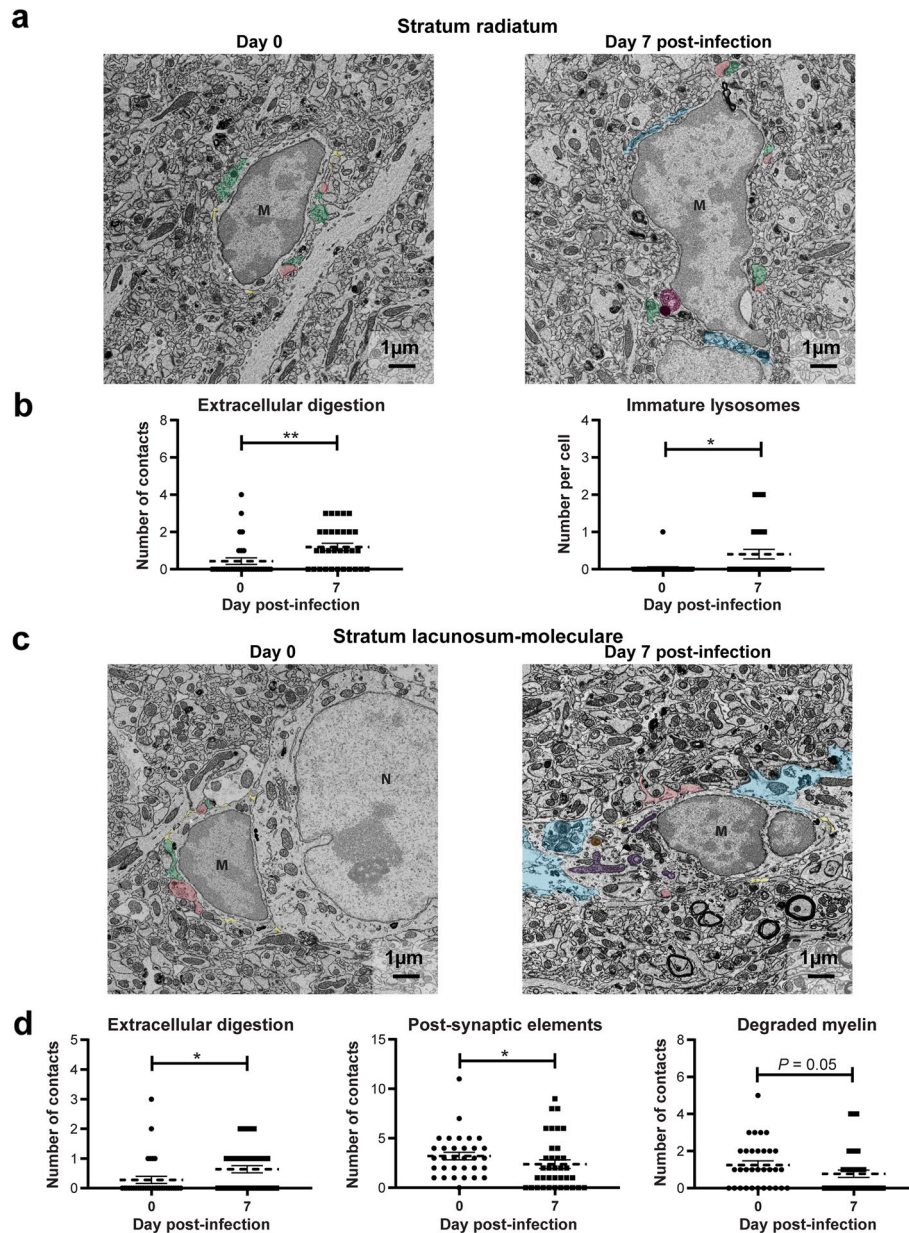 a
Stratum radiatum
Day 0
Day 7 post-infection
M
M
1µm
1µm
b
Extracellular digestion
Number of contacts
8
6
4
2
0
**
0
7
Day post-infection
Immature lysosomes
Number per cell
4
3
2
1
0
*
0
7
Day post-infection
c
Stratum lacunosum-moleculare
Day 0
Day 7 post-infection
N
M
M
1µm
1µm
d
Extracellular digestion
Number of contacts
5
4
3
2
1
0
*
0
7
Day post-infection
Post-synaptic elements
Number of contacts
15
10
5
0
*
0
7
Day post-infection
Degraded myelin
Number of contacts
8
6
4
2
0
P = 0.05
0
7
Day post-infection